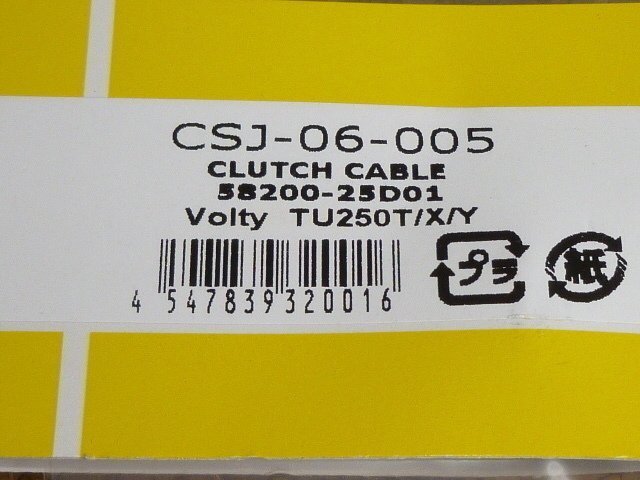 CSJ-06-005
CLUTCH CABLE
58200-25D01
Volty TU250T/X/Y
4 547839 320016
プラ
紙